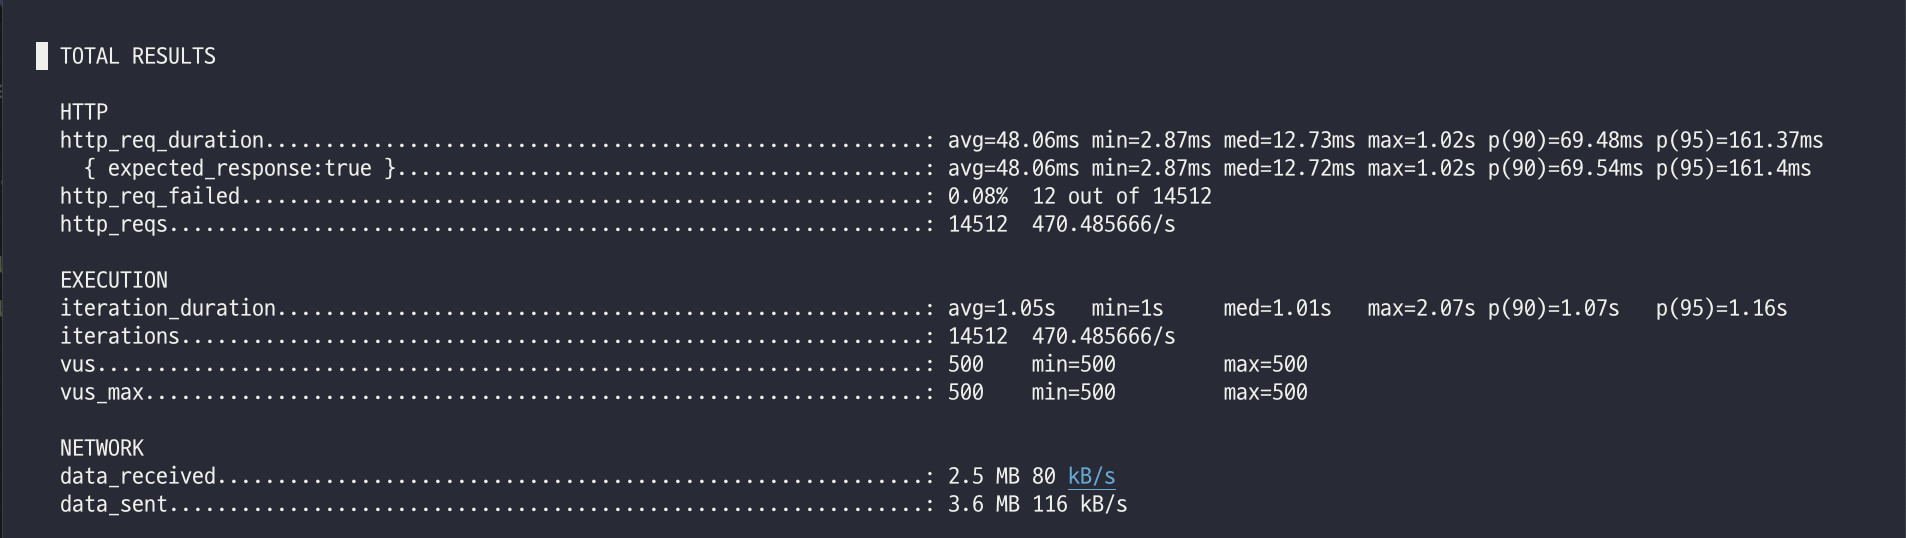 TOTAL RESULTS
HTTP
http_req_duration.......................................................: avg=48.06ms min=2.87ms med=12.73ms max=1.02s p(90)=69.48ms p(95)=161.37ms
{ expected_response:true }............................................: avg=48.06ms min=2.87ms med=12.72ms max=1.02s p(90)=69.54ms p(95)=161.4ms
http_req_failed.........................................................: 0.08% 12 out of 14512
http_reqs...............................................................: 14512 470.485666/s
EXECUTION
iteration_duration......................................................: avg=1.05s min=1s med=1.01s max=2.07s p(90)=1.07s p(95)=1.16s
iterations..............................................................: 14512 470.485666/s
vus.....................................................................: 500 min=500 max=500
vus_max.................................................................: 500 min=500 max=500
NETWORK
data_received...........................................................: 2.5 MB 80 kB/s
data_sent...............................................................: 3.6 MB 116 kB/s